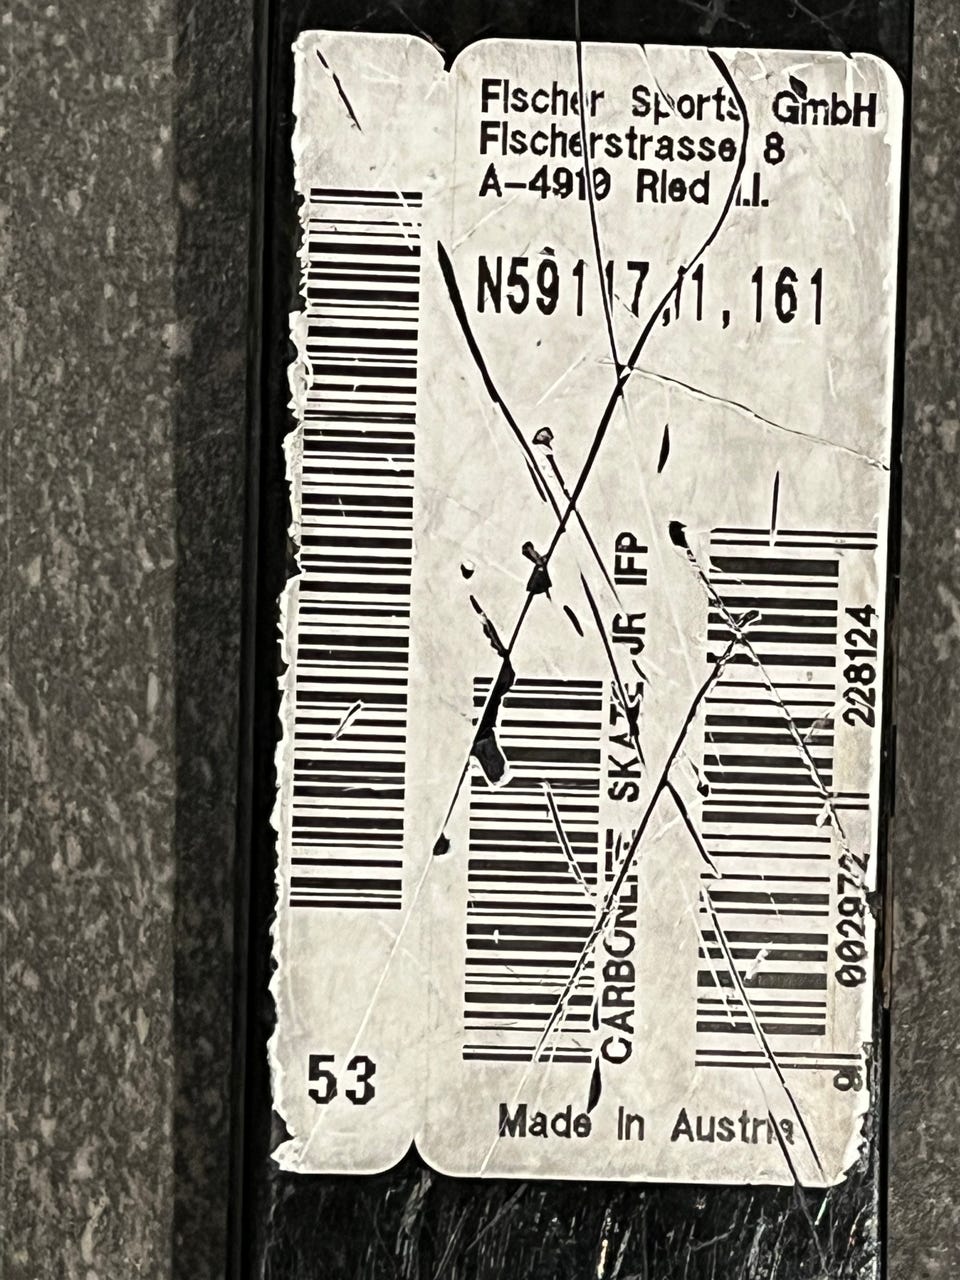 Fischer Sports GmbH
Fischerstrasse 8
A-4910 Ried i.I.
N59117,11,161
CARBONLITE SKATE JR IFP
9 002972 228124
53
Made In Austria